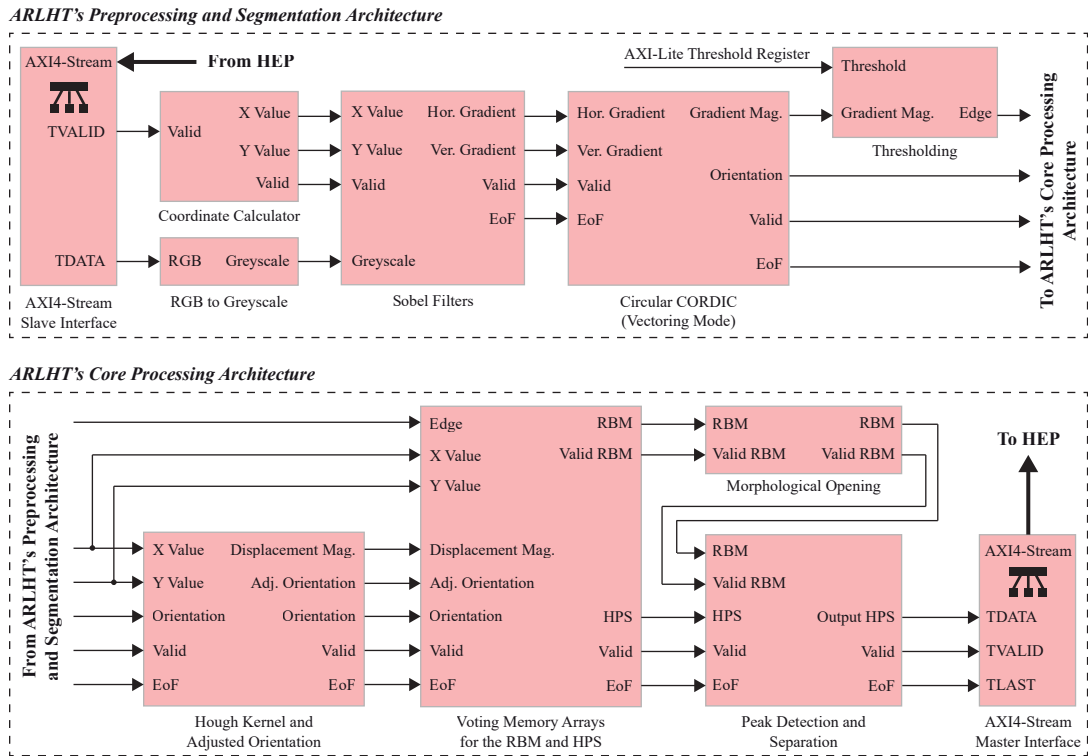 ARLHT's Preprocessing and Segmentation Architecture
AXI4-Stream
From HEP
TVALID
TDATA
AXI4-Stream
Slave Interface
Valid
X Value
Y Value
Valid
Coordinate Calculator
RGB
Greyscale
RGB to Greyscale
X Value
Y Value
Valid
Greyscale
Hor. Gradient
Ver. Gradient
Valid
EoF
Sobel Filters
Hor. Gradient
Ver. Gradient
Valid
EoF
Gradient Mag.
Orientation
Valid
EoF
Circular CORDIC
(Vectoring Mode)
AXI-Lite Threshold Register
Threshold
Gradient Mag.
Edge
Thresholding
To ARLHT's Core Processing
Architecture
ARLHT's Core Processing Architecture
From ARLHT's Preprocessing
and Segmentation Architecture
X Value
Y Value
Orientation
Valid
EoF
Displacement Mag.
Adj. Orientation
Orientation
Valid
EoF
Hough Kernel and
Adjusted Orientation
Edge
X Value
Y Value
Displacement Mag.
Adj. Orientation
Orientation
Valid
EoF
RBM
Valid RBM
HPS
Valid
EoF
Voting Memory Arrays
for the RBM and HPS
RBM
Valid RBM
RBM
Valid RBM
Morphological Opening
RBM
Valid RBM
HPS
Valid
EoF
Output HPS
Valid
EoF
Peak Detection and
Separation
To HEP
AXI4-Stream
TDATA
TVALID
TLAST
AXI4-Stream
Master Interface